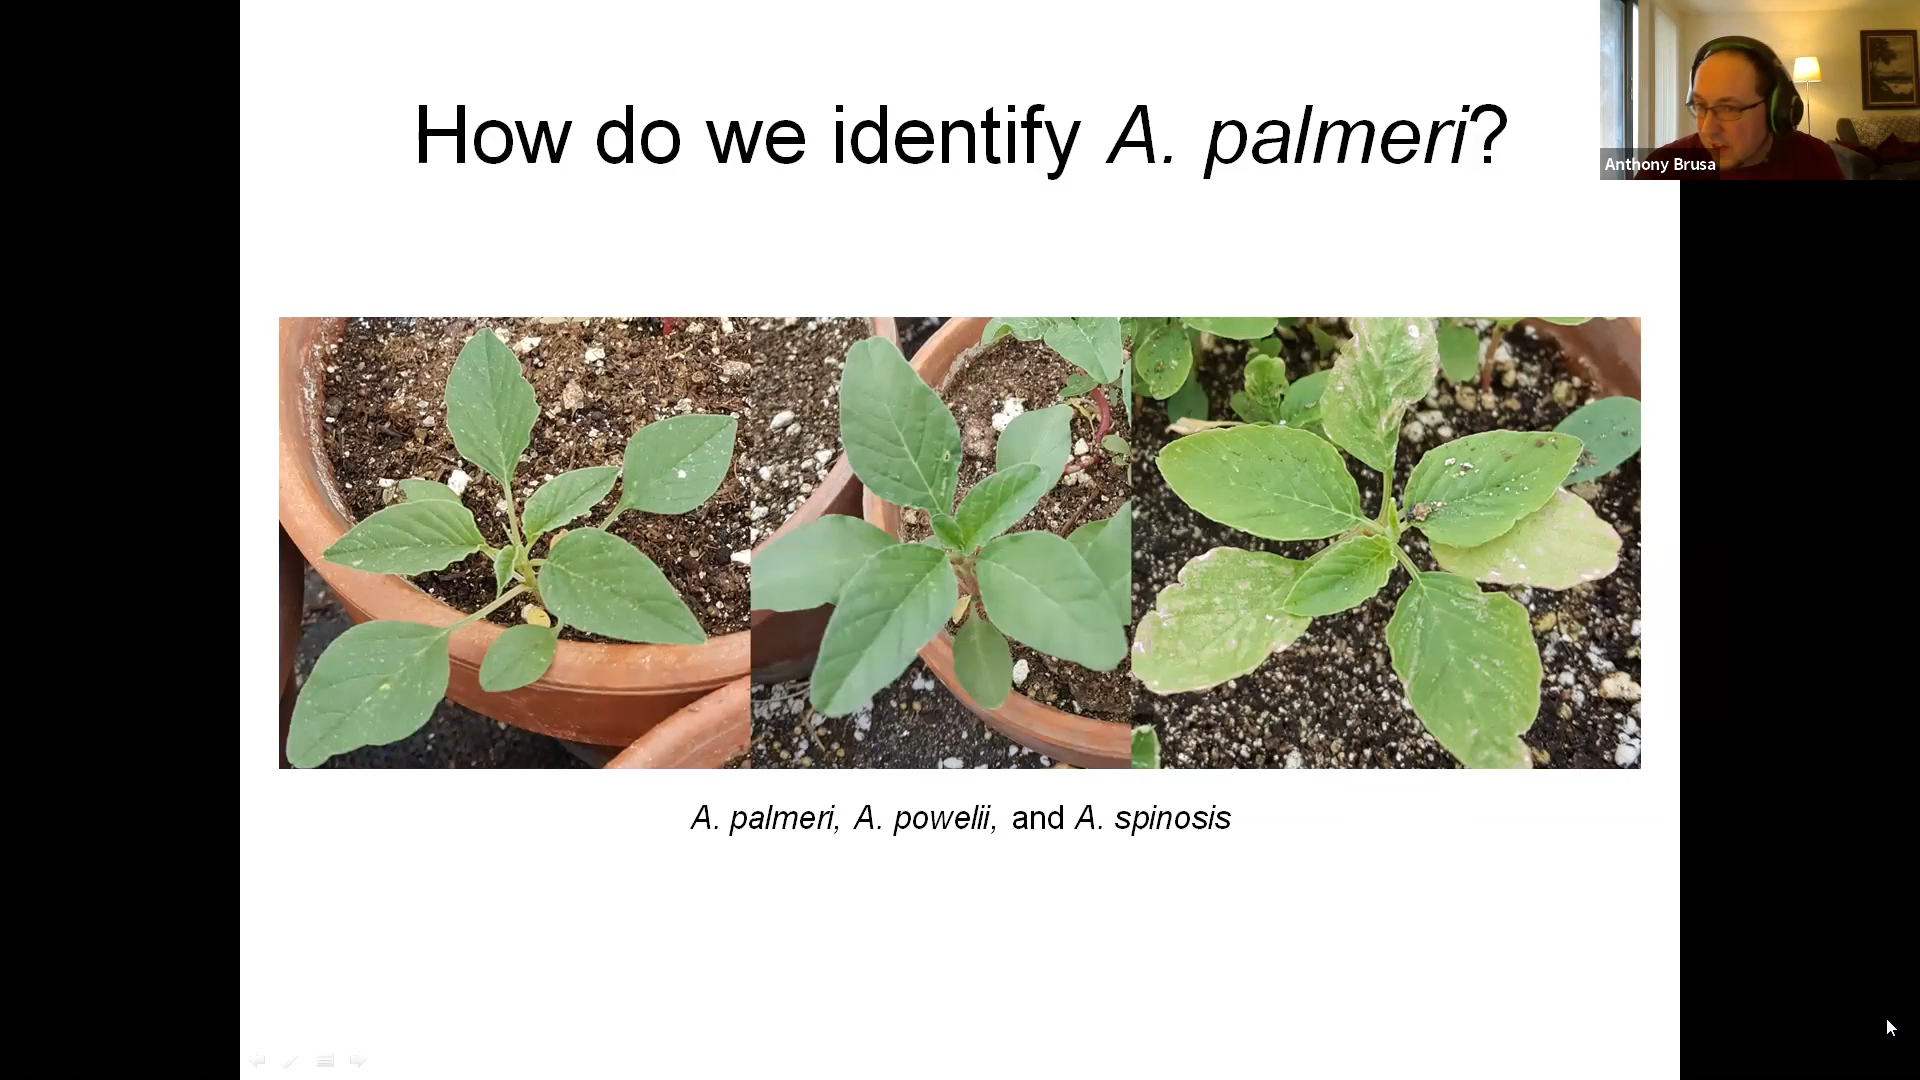 How do we identify A. palmeri?
Anthony Brusa
A. palmeri, A. powelii, and A. spinosis